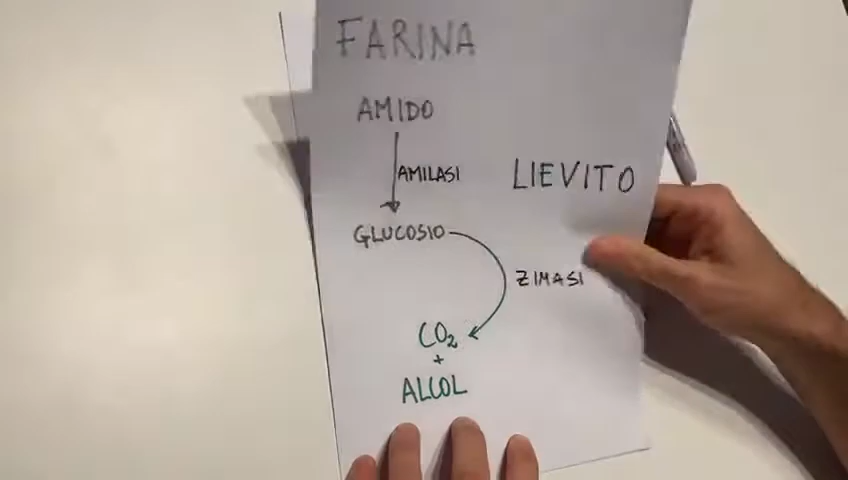 FARINA
AMIDO
AMILASI
LIEVITO
GLUCOSIO
ZIMASI
CO₂
+
ALCOL